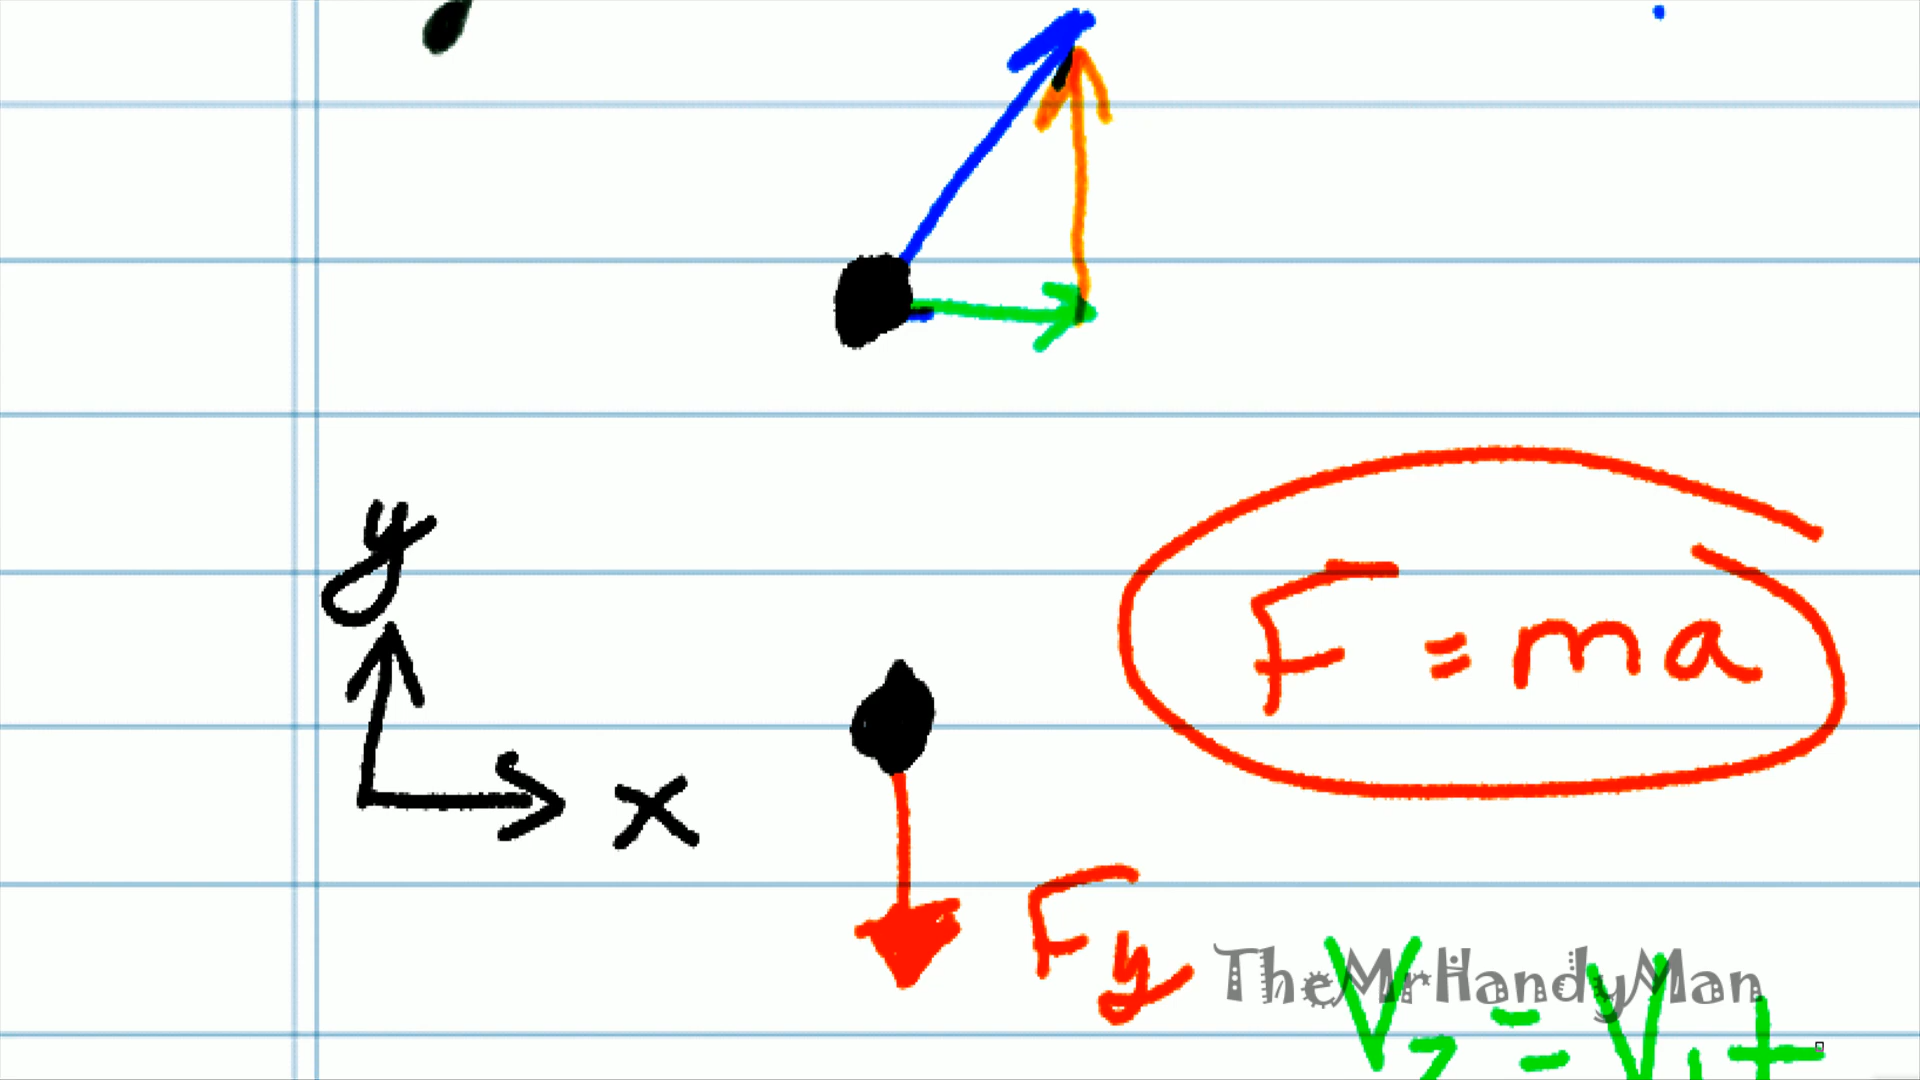 y
F = ma
x
Fy
TheMrHandyMan
V2 = V1 +